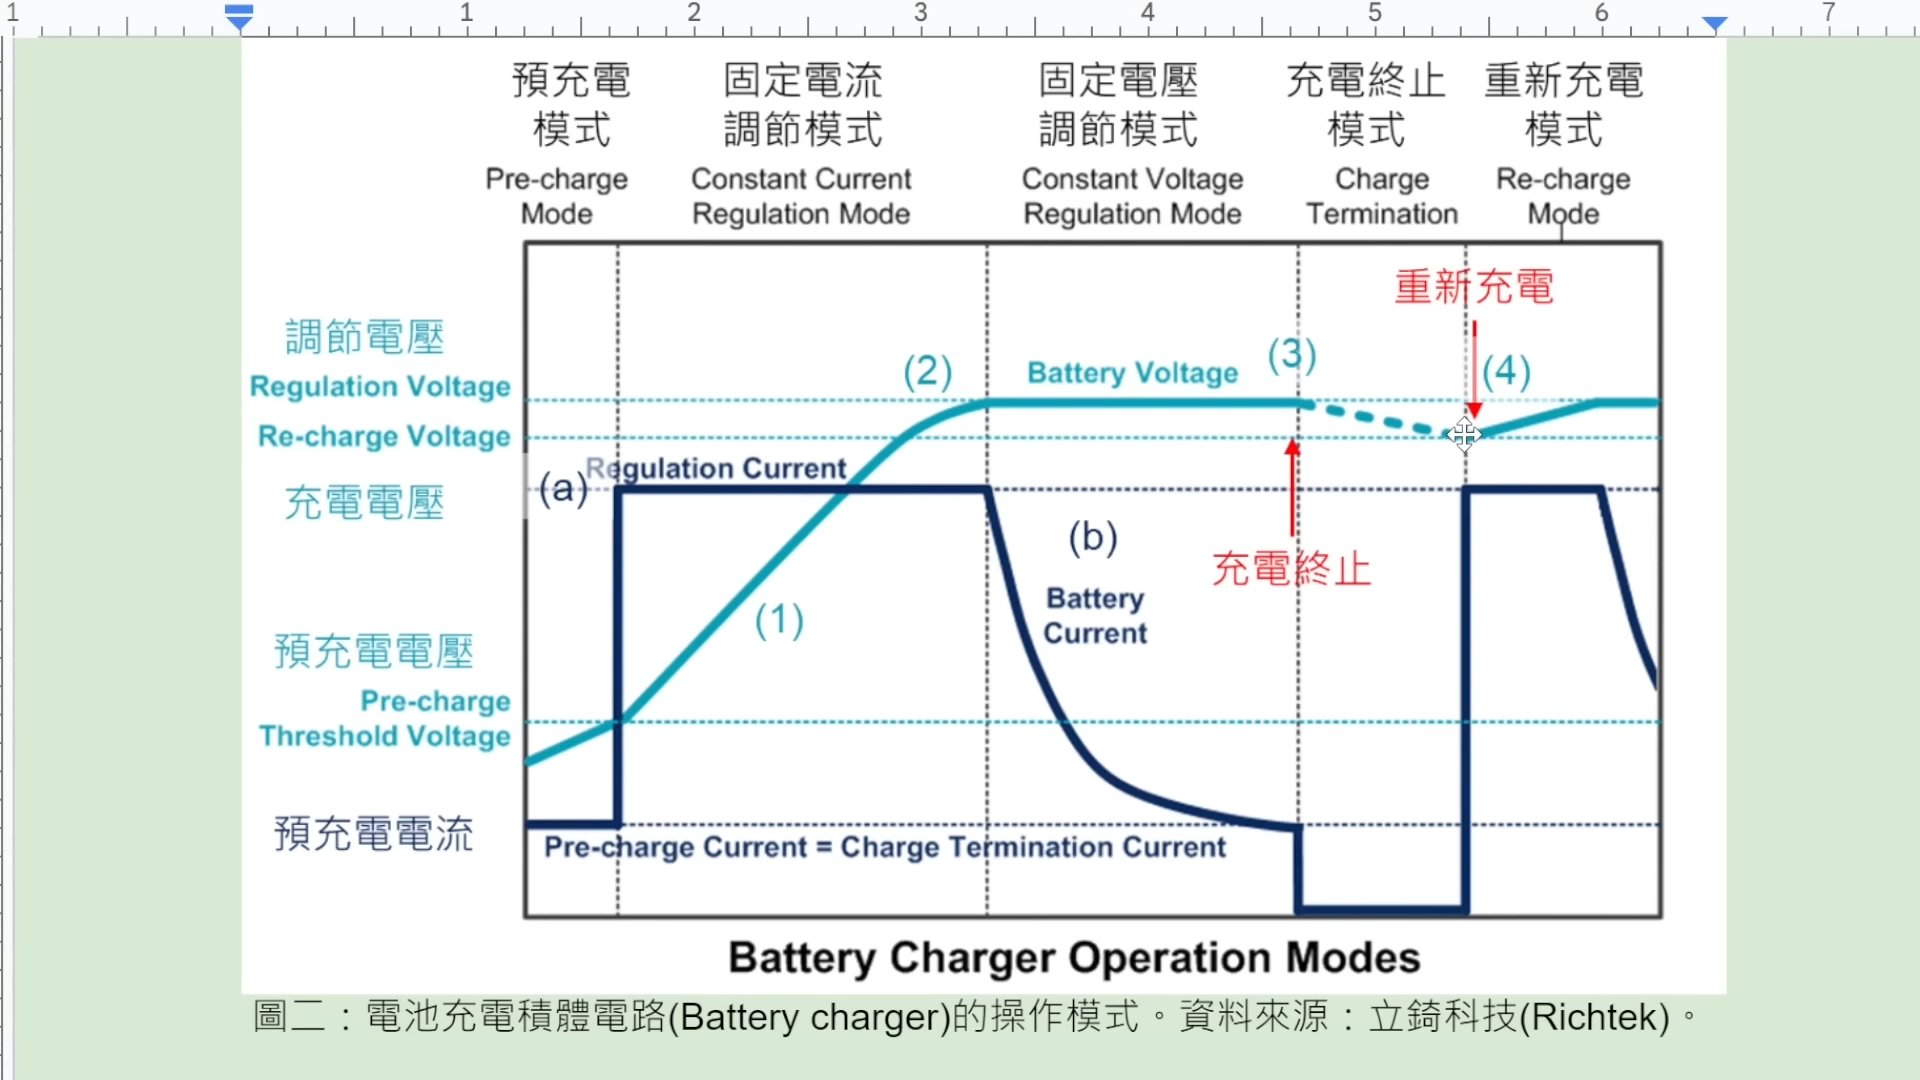 1 1 2 3 4 5 6 7
預充電 固定電流 固定電壓 充電終止 重新充電
模式 調節模式 調節模式 模式 模式
Pre-charge Constant Current Constant Voltage Charge Re-charge
Mode Regulation Mode Regulation Mode Termination Mode
重新充電
調節電壓
(2) Battery Voltage (3) (4)
Regulation Voltage
Re-charge Voltage
Regulation Current
(a)
充電電壓
(b)
充電終止
Battery
Current
(1)
預充電電壓
Pre-charge
Threshold Voltage
預充電電流
Pre-charge Current = Charge Termination Current
Battery Charger Operation Modes
圖二：電池充電積體電路(Battery charger)的操作模式。資料來源：立錡科技(Richtek)。